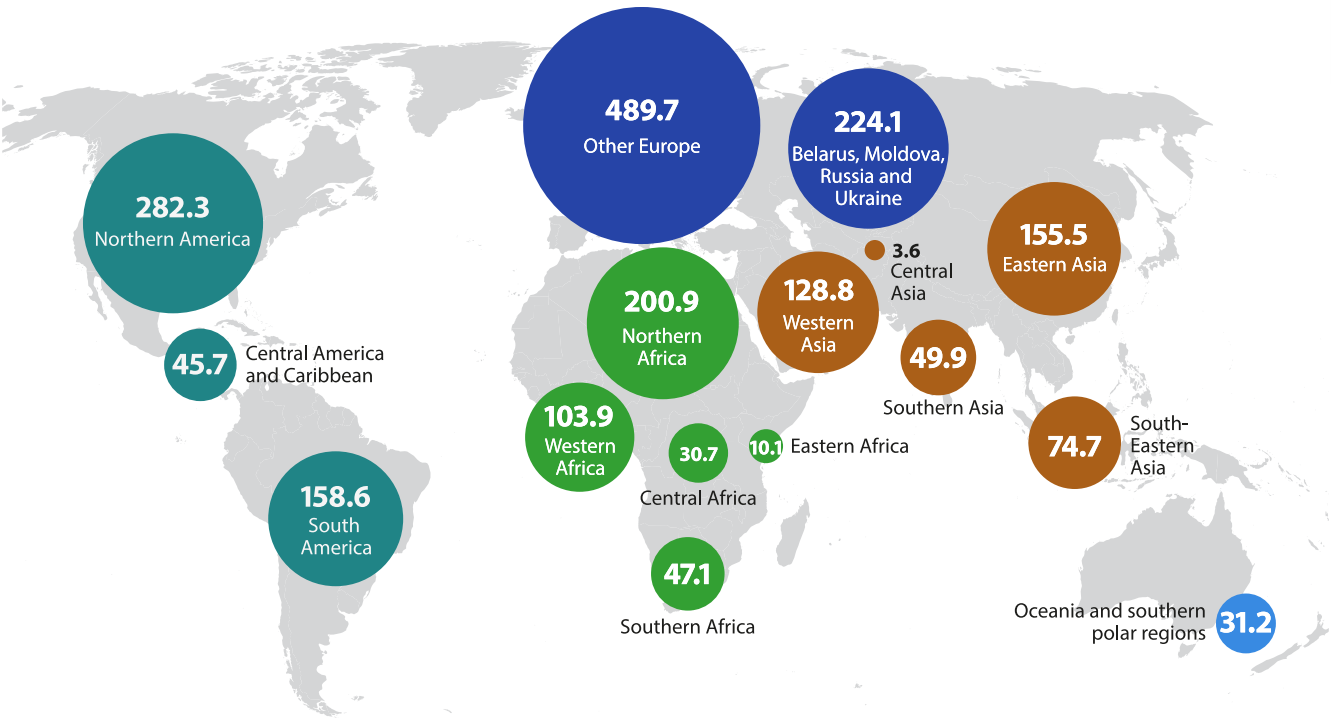 489.7
Other Europe
224.1
Belarus, Moldova,
Russia and
Ukraine
282.3
Northern America
155.5
Eastern Asia
3.6
Central
Asia
200.9
Northern
Africa
128.8
Western
Asia
45.7
Central America
and Caribbean
49.9
Southern Asia
103.9
Western
Africa
30.7
Central Africa
10.1
Eastern Africa
74.7
South-
Eastern
Asia
158.6
South
America
47.1
Southern Africa
Oceania and southern
polar regions
31.2